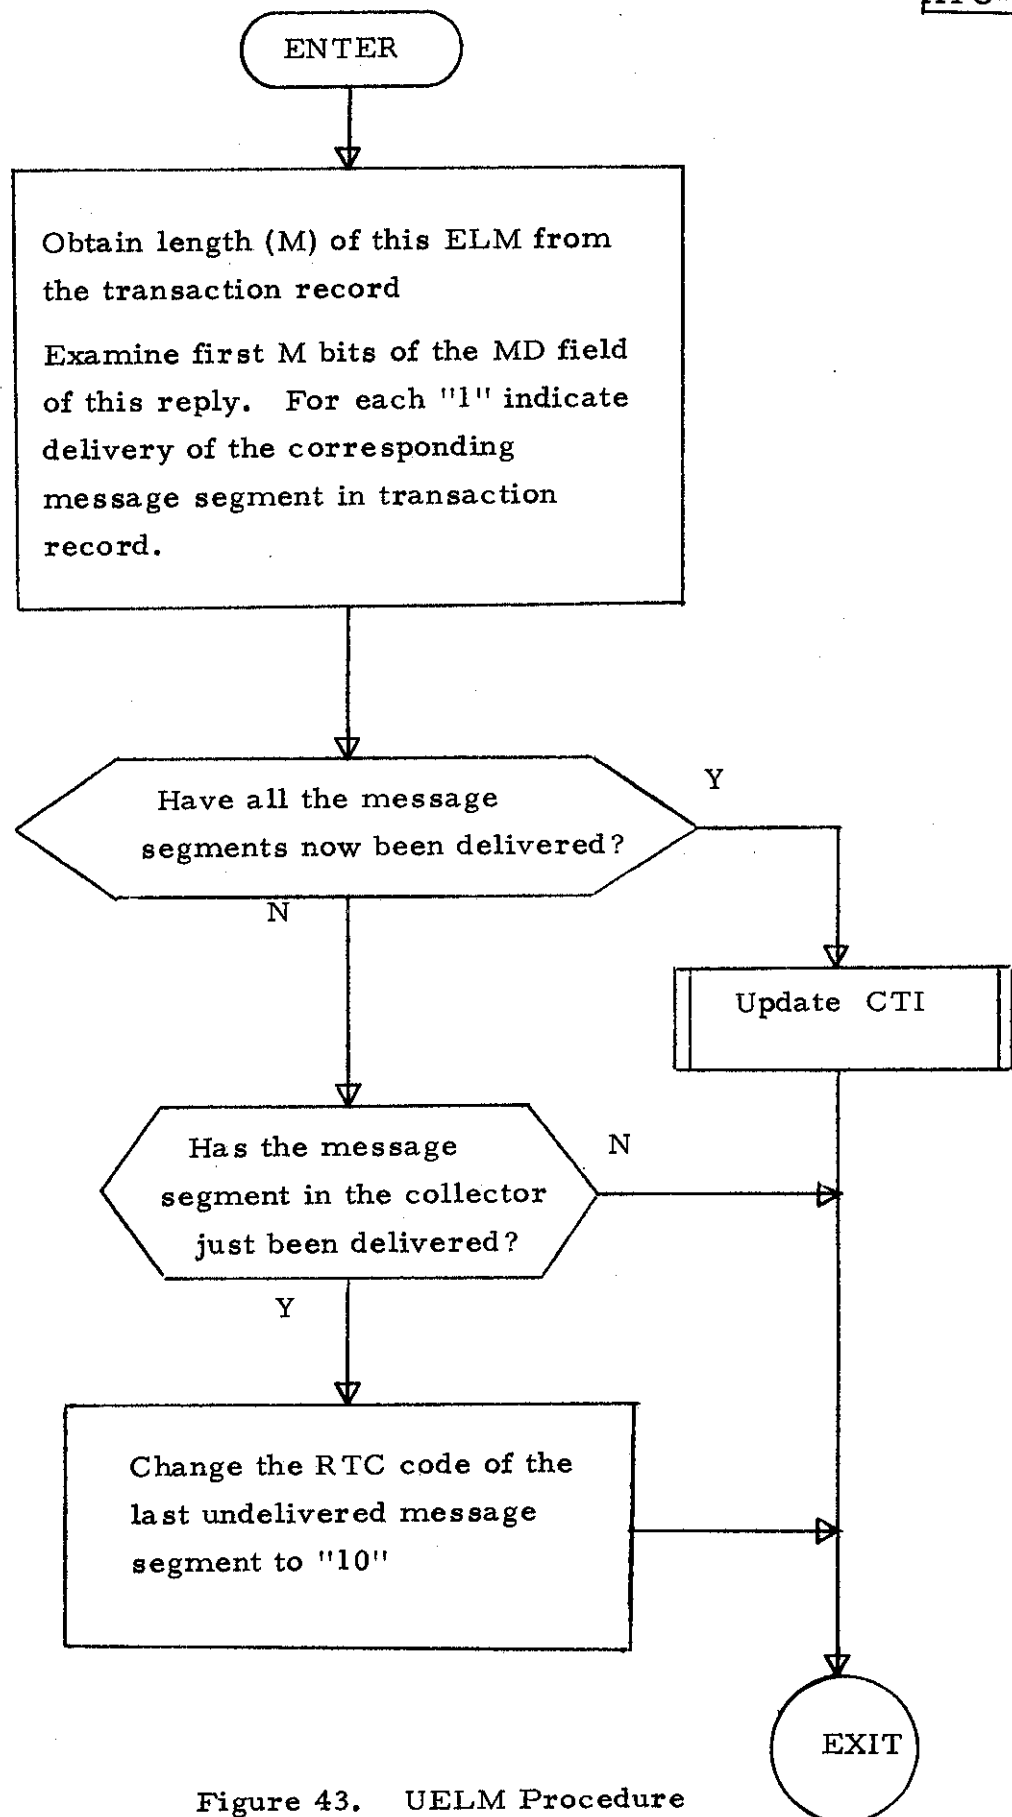 ENTER
Obtain length (M) of this ELM from
the transaction record
Examine first M bits of the MD field
of this reply. For each "1" indicate
delivery of the corresponding
message segment in transaction
record.
Have all the message
segments now been delivered?
Y
N
Update CTI
Has the message
segment in the collector
just been delivered?
N
Y
Change the RTC code of the
last undelivered message
segment to "10"
EXIT
Figure 43. UELM Procedure